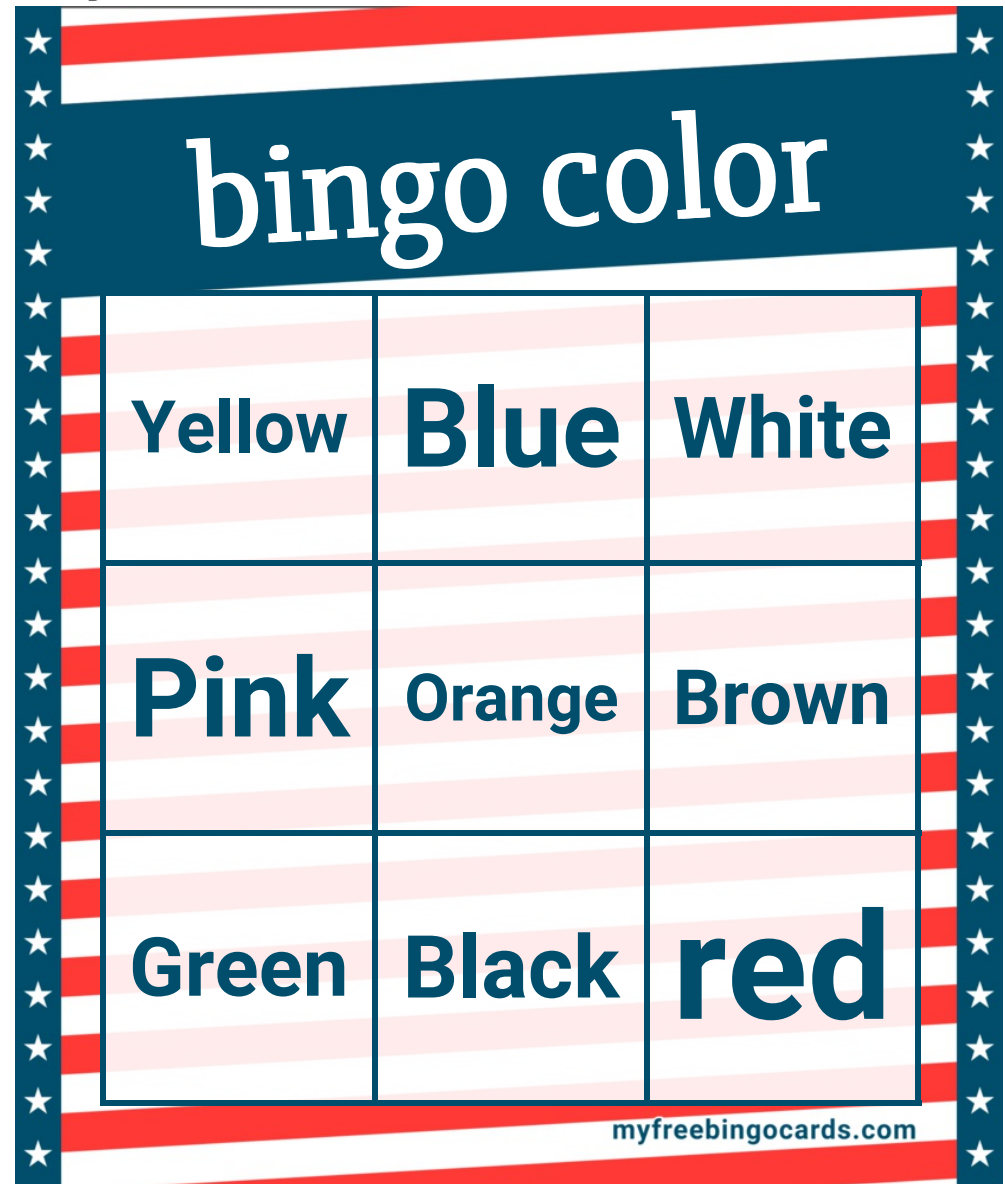 bingo color
Yellow Blue White
Pink Orange Brown
Green Black red
myfreebingocards.com